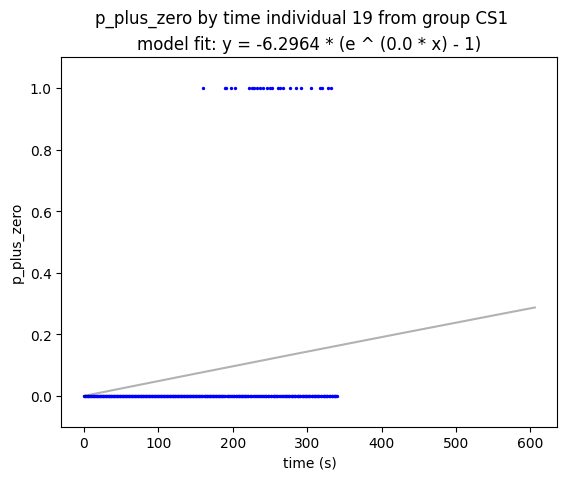 p_plus_zero by time individual 19 from group CS1
model fit: y = -6.2964 * (e ^ (0.0 * x) - 1)
1.0
0.8
0.6
0.4
0.2
0.0
p_plus_zero
0 100 200 300 400 500 600
time (s)